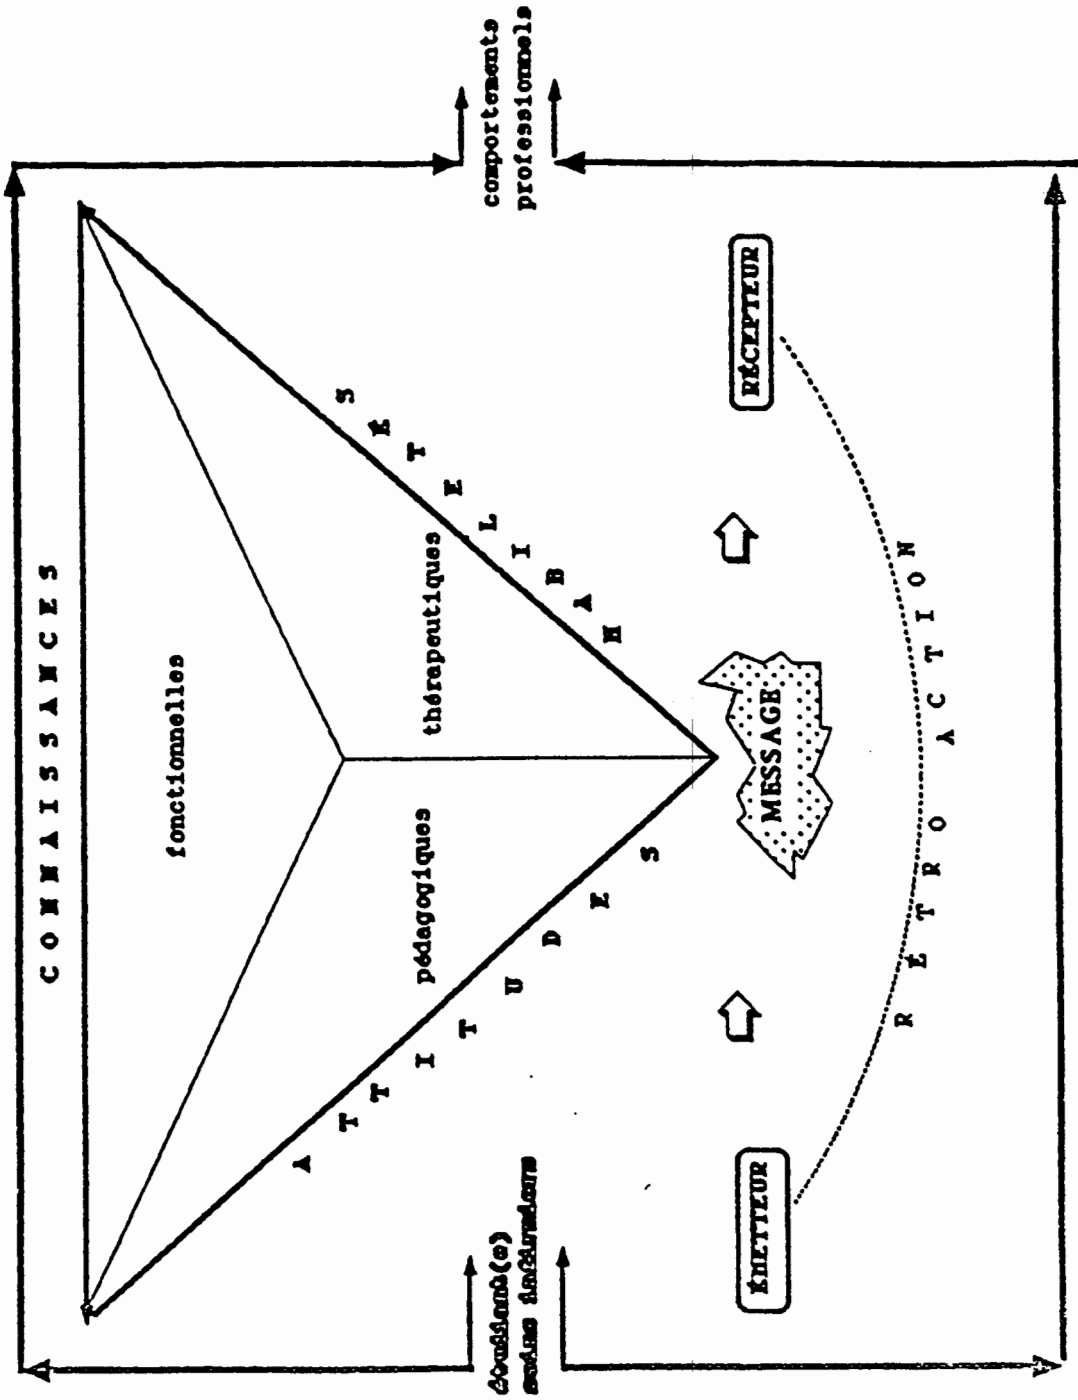 CONNAISSANCES
fonctionnelles
pédagogiques
thérapeutiques
ATTITUDES
HABILETÉS
comportements
professionnels
ÉMETTEUR
MESSAGE
RÉCEPTEUR
RÉTROACTION